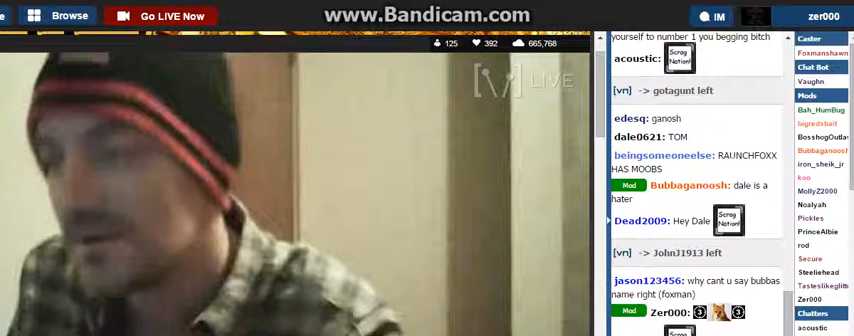 www.Bandicam.com
e Browse Go LIVE Now IM zer000
125 392 665,768
LIVE
yourself to number 1 you begging bitch
acoustic: Scrag Nation!
[vn] -> gotagunt left
edesq: ganosh
dale0621: TOM
beingsomeoneelse: RAUNCHFOXX
HAS MOOBS
Mod Bubbaganoosh: dale is a
hater
Dead2009: Hey Dale Scrag Nation!
[vn] -> JohnJ1913 left
jason123456: why cant u say bubbas
name right (foxman)
Mod Zer000: 3 3
Scrag
Caster
Foxmanshawn
Chat Bot
Vaughn
Mods
Bah_HumBug
bigredsbait
BosshogOutlaw
Bubbaganoosh
iron_sheik_jr
koo
MollyZ2000
Noalyah
Pickles
PrinceAlbie
rod
Secure
Steeliehead
Tasteslikeglitt
Zer000
Chatters
acoustic